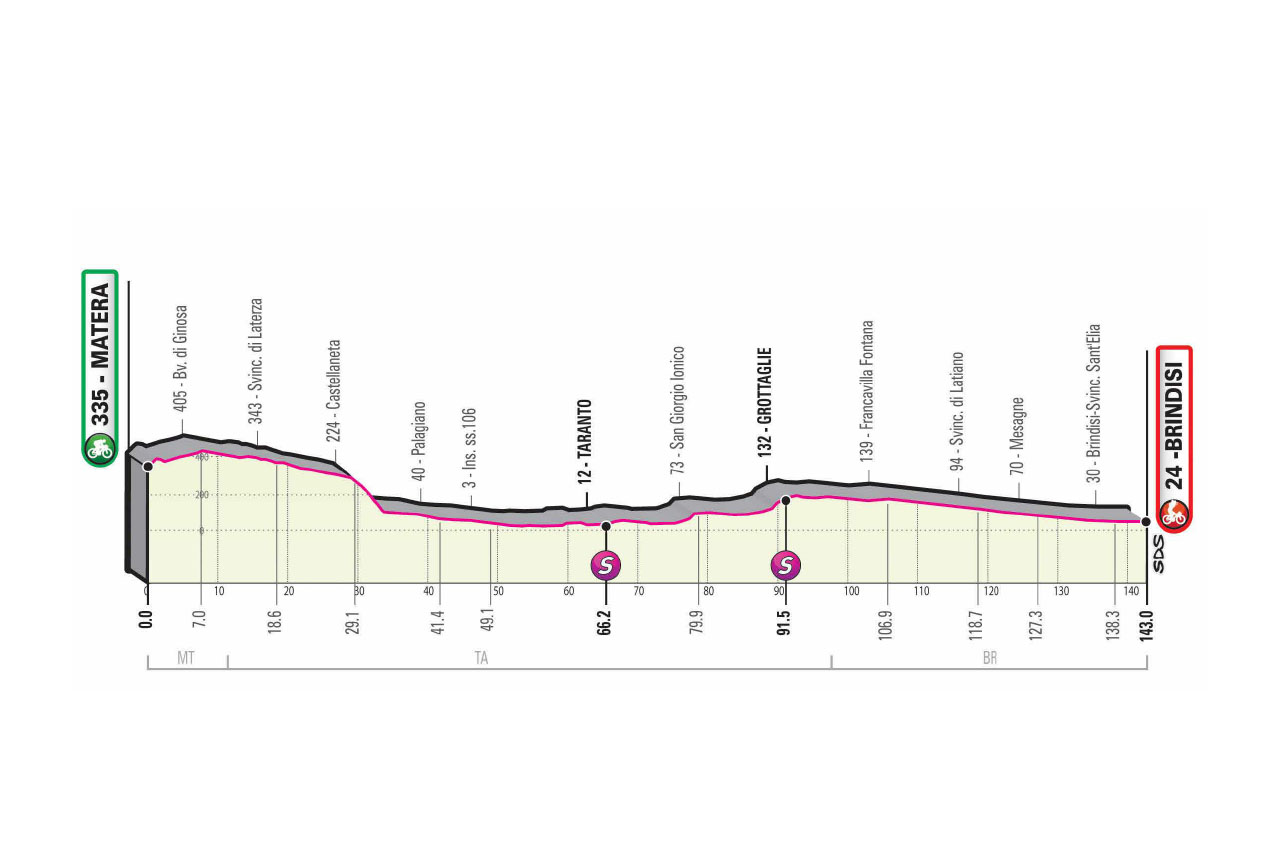 335 - MATERA
405 - Bv. di Ginosa
343 - Svinc. di Laterza
224 - Castellaneta
40 - Palagiano
3 - Ins. ss.106
12 - TARANTO
73 - San Giorgio Ionico
132 - GROTTAGLIE
139 - Francavilla Fontana
94 - Svinc. di Latiano
70 - Mesagne
30 - Brindisi-Svinc. Sant'Elia
24 -BRINDISI
400
200
0
S
S
SDS
0 10 20 30 40 50 60 70 80 90 100 110 120 130 140
0.0 7.0 18.6 29.1 41.4 49.1 66.2 79.9 91.5 106.9 118.7 127.3 138.3 143.0
MT TA BR